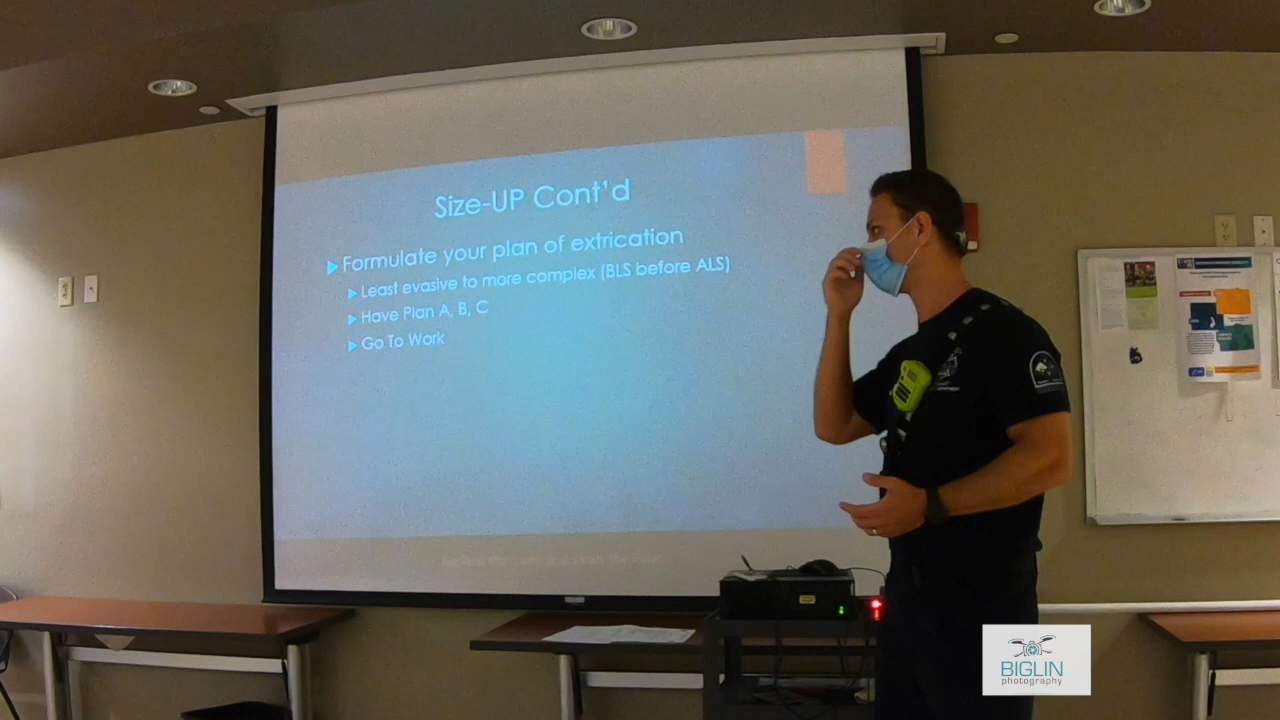 Size-UP Cont'd
Formulate your plan of extrication
Least evasive to more complex (BLS before ALS)
Have Plan A, B, C
Go To Work
BIGLIN
photography